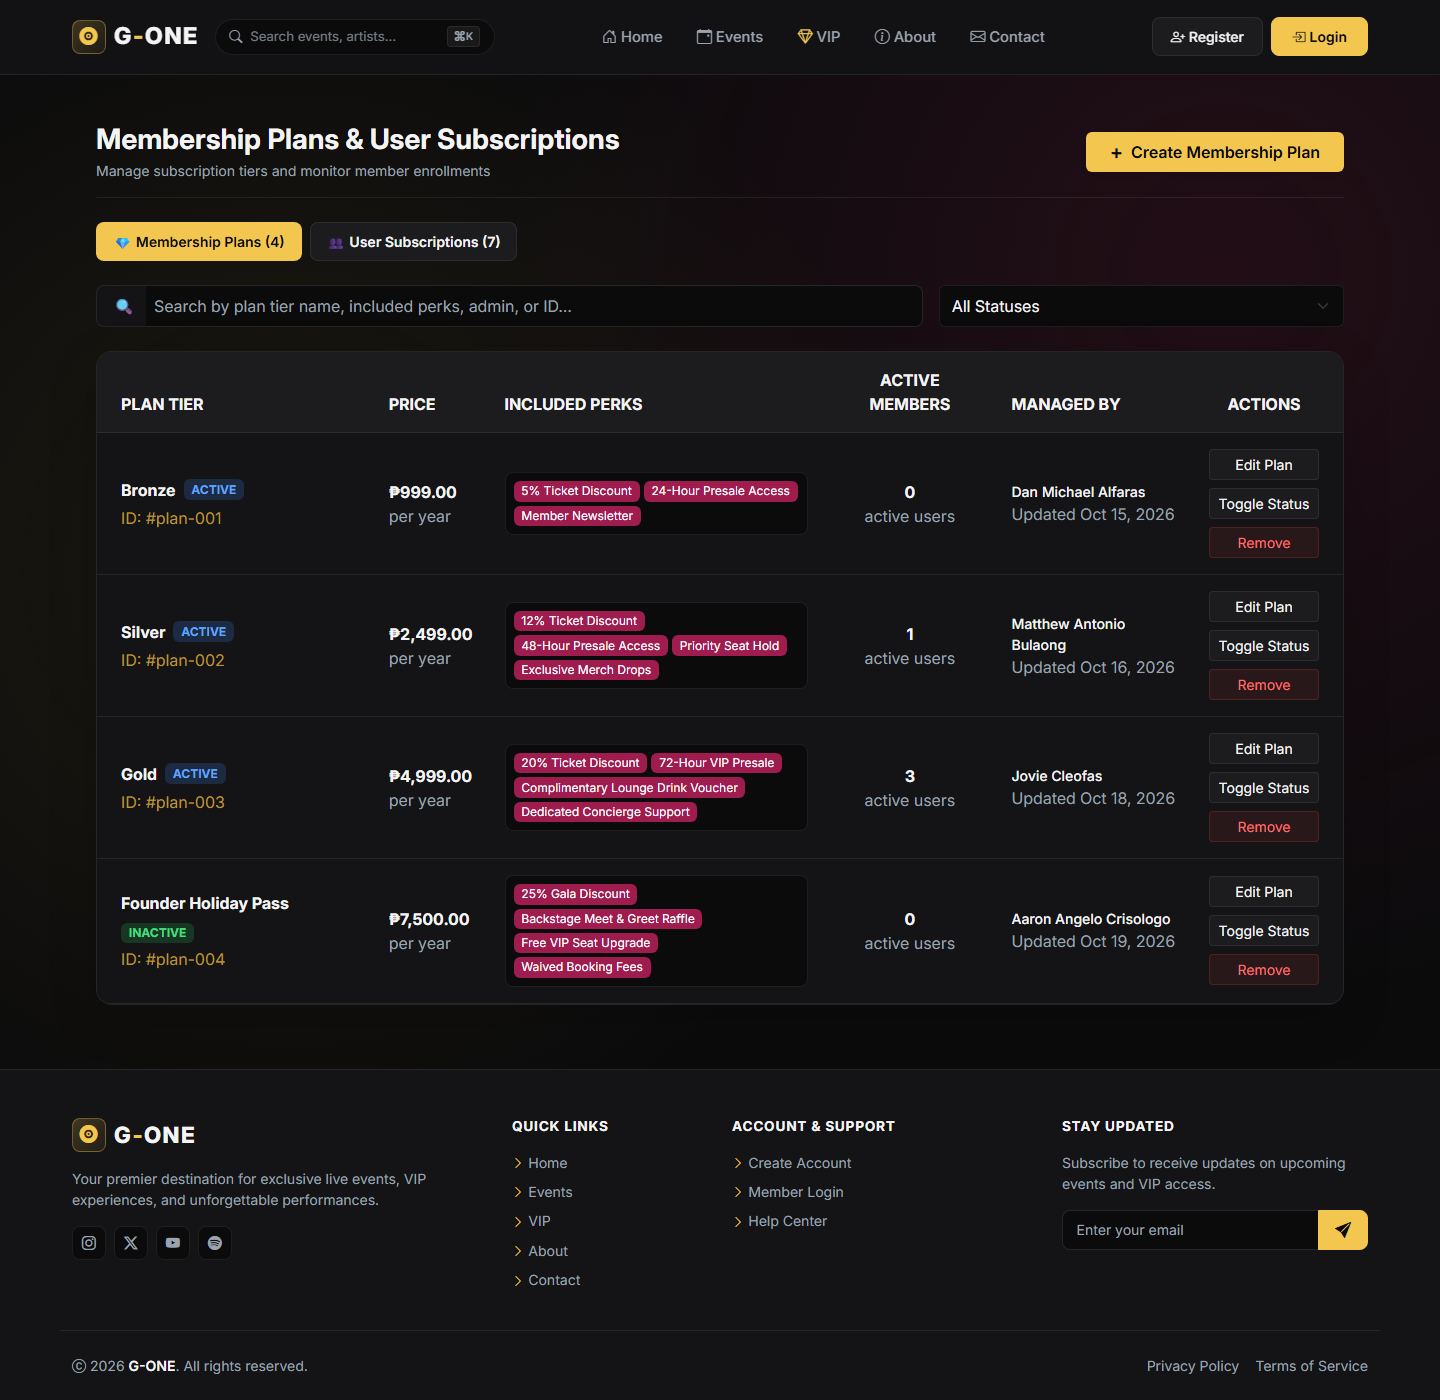 G-ONE
Search events, artists...
⌘K
Home
Events
VIP
About
Contact
Register
Login
Membership Plans & User Subscriptions
Manage subscription tiers and monitor member enrollments
+ Create Membership Plan
Membership Plans (4)
User Subscriptions (7)
Search by plan tier name, included perks, admin, or ID...
All Statuses
PLAN TIER
PRICE
INCLUDED PERKS
ACTIVE
MEMBERS
MANAGED BY
ACTIONS
Bronze ACTIVE
ID: #plan-001
₱999.00
per year
5% Ticket Discount 24-Hour Presale Access
Member Newsletter
0
active users
Dan Michael Alfaras
Updated Oct 15, 2026
Edit Plan
Toggle Status
Remove
Silver ACTIVE
ID: #plan-002
₱2,499.00
per year
12% Ticket Discount
48-Hour Presale Access Priority Seat Hold
Exclusive Merch Drops
1
active users
Matthew Antonio
Bulaong
Updated Oct 16, 2026
Edit Plan
Toggle Status
Remove
Gold ACTIVE
ID: #plan-003
₱4,999.00
per year
20% Ticket Discount 72-Hour VIP Presale
Complimentary Lounge Drink Voucher
Dedicated Concierge Support
3
active users
Jovie Cleofas
Updated Oct 18, 2026
Edit Plan
Toggle Status
Remove
Founder Holiday Pass
INACTIVE
ID: #plan-004
₱7,500.00
per year
25% Gala Discount
Backstage Meet & Greet Raffle
Free VIP Seat Upgrade
Waived Booking Fees
0
active users
Aaron Angelo Crisologo
Updated Oct 19, 2026
Edit Plan
Toggle Status
Remove
G-ONE
Your premier destination for exclusive live events, VIP
experiences, and unforgettable performances.
QUICK LINKS
Home
Events
VIP
About
Contact
ACCOUNT & SUPPORT
Create Account
Member Login
Help Center
STAY UPDATED
Subscribe to receive updates on upcoming
events and VIP access.
Enter your email
© 2026 G-ONE. All rights reserved.
Privacy Policy
Terms of Service